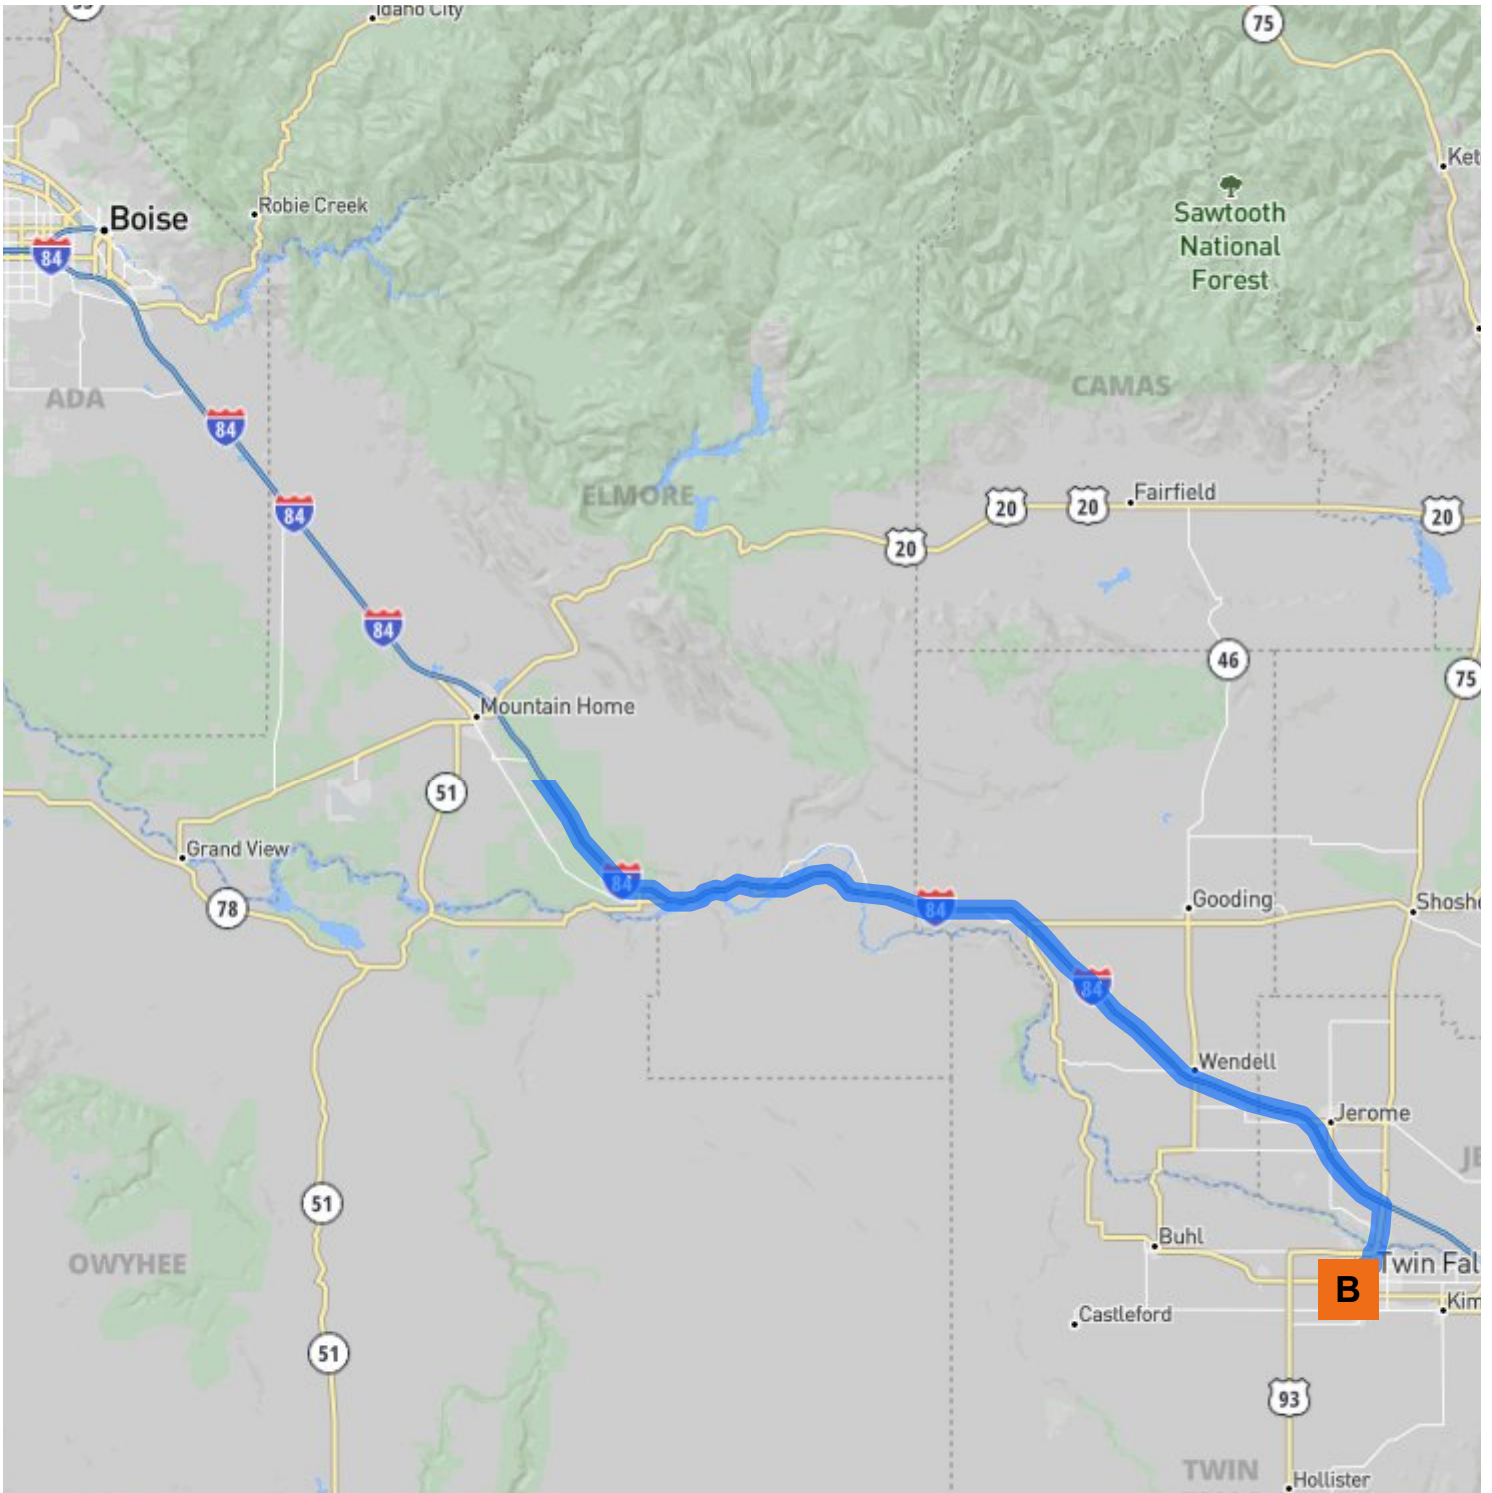 75
Idaho City
Ket
Robie Creek
Boise
Sawtooth
National
Forest
84
ADA
CAMAS
84
ELMORE
Fairfield
20
20
20
84
20
84
46
75
Mountain Home
51
Grand View
84
78
84
Gooding
Shosh
84
Wendell
Jerome
JE
51
Buhl
OWYHEE
Twin Fal
B
Kim
Castleford
51
93
TWIN
Hollister